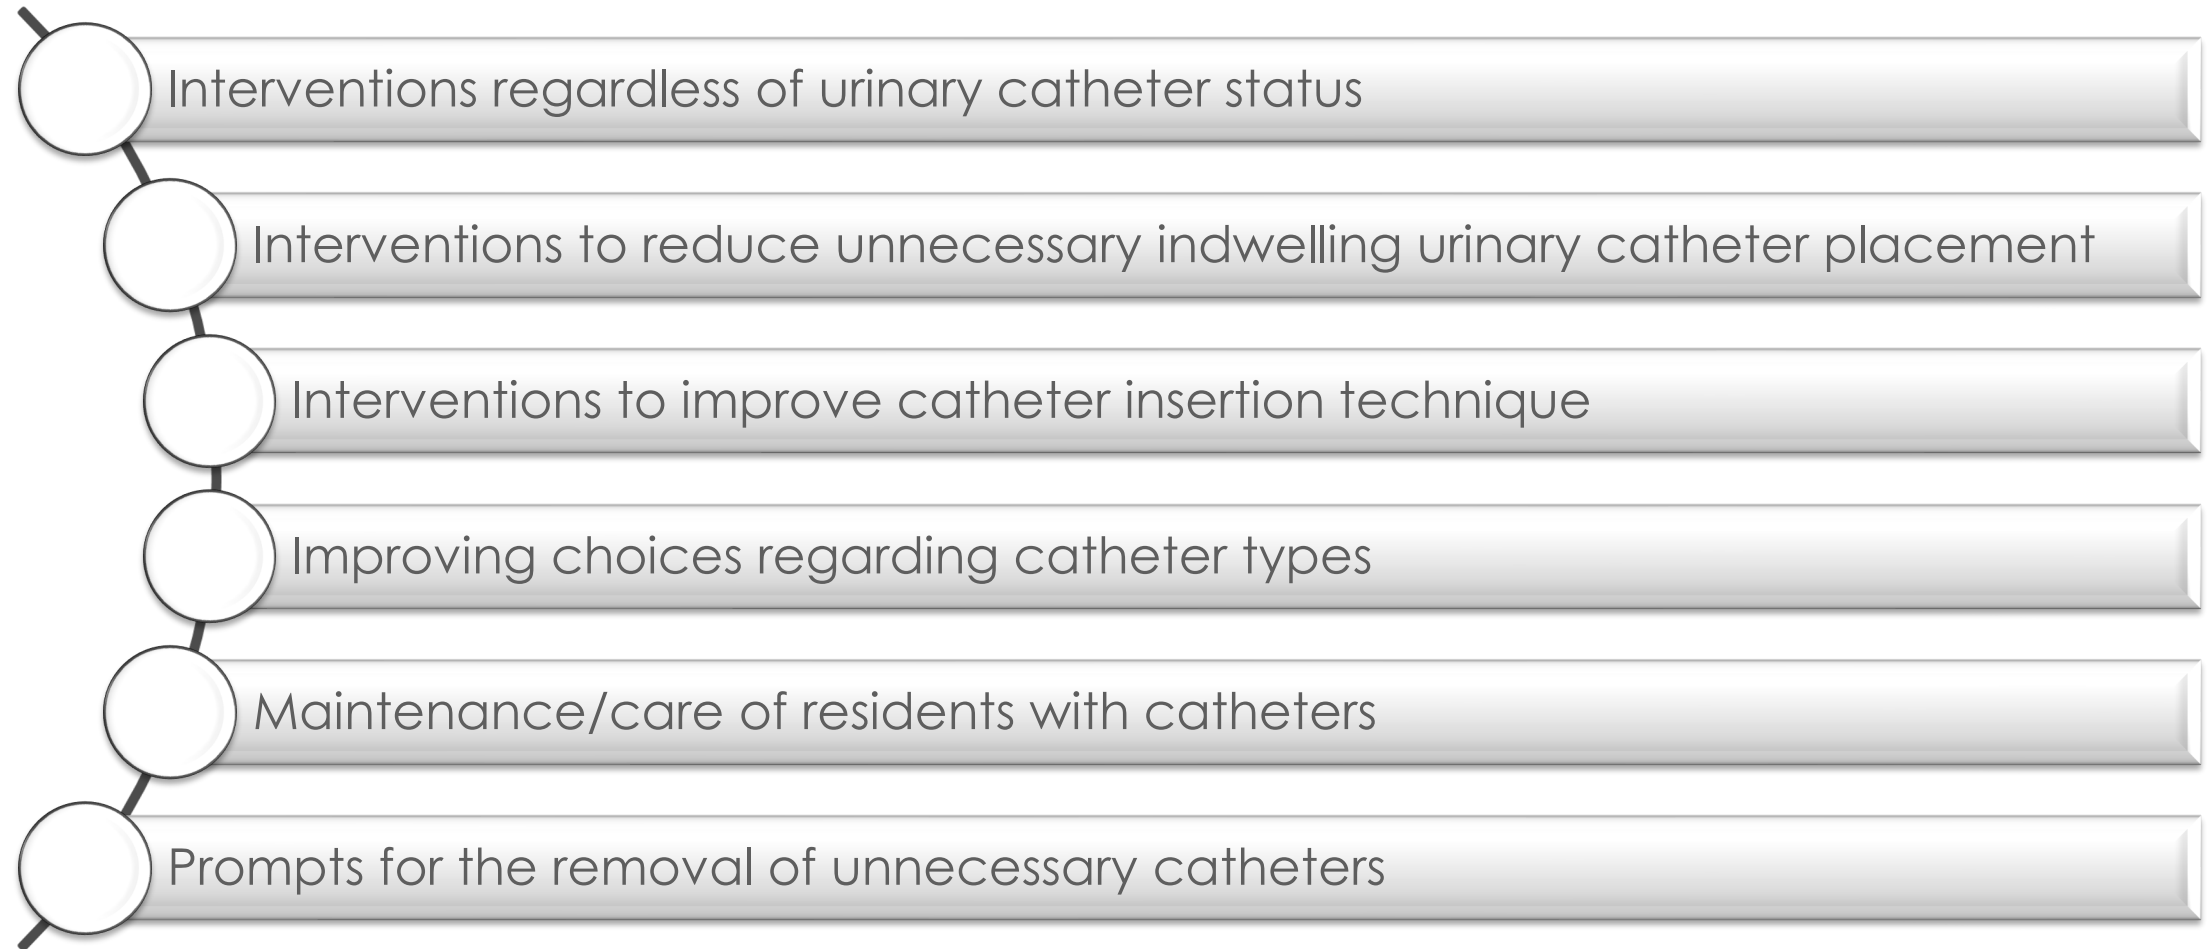 Interventions regardless of urinary catheter status
Interventions to reduce unnecessary indwelling urinary catheter placement
Interventions to improve catheter insertion technique
Improving choices regarding catheter types
Maintenance/care of residents with catheters
Prompts for the removal of unnecessary catheters